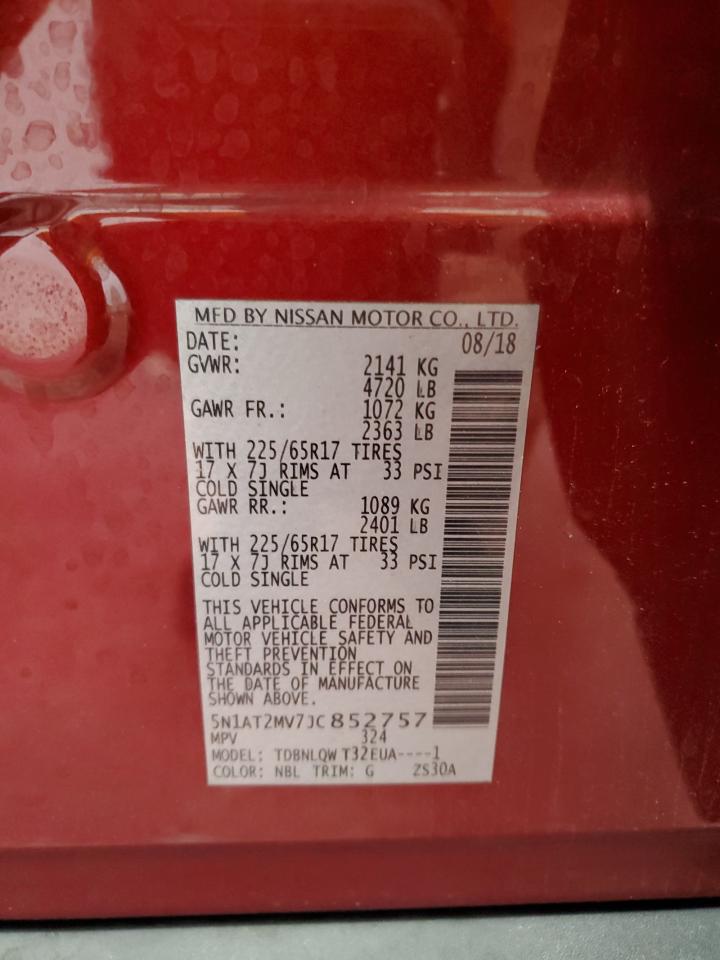 MFD BY NISSAN MOTOR CO., LTD.
DATE: 08/18
GVWR: 2141 KG
4720 LB
GAWR FR.: 1072 KG
2363 LB
WITH 225/65R17 TIRES
17 X 7J RIMS AT 33 PSI
COLD SINGLE
GAWR RR.: 1089 KG
2401 LB
WITH 225/65R17 TIRES
17 X 7J RIMS AT 33 PSI
COLD SINGLE
THIS VEHICLE CONFORMS TO
ALL APPLICABLE FEDERAL
MOTOR VEHICLE SAFETY AND
THEFT PREVENTION
STANDARDS IN EFFECT ON
THE DATE OF MANUFACTURE
SHOWN ABOVE.
5N1AT2MV7JC852757
MPV 324
MODEL: TDBNLQW T32EUA----1
COLOR: NBL TRIM: G ZS30A